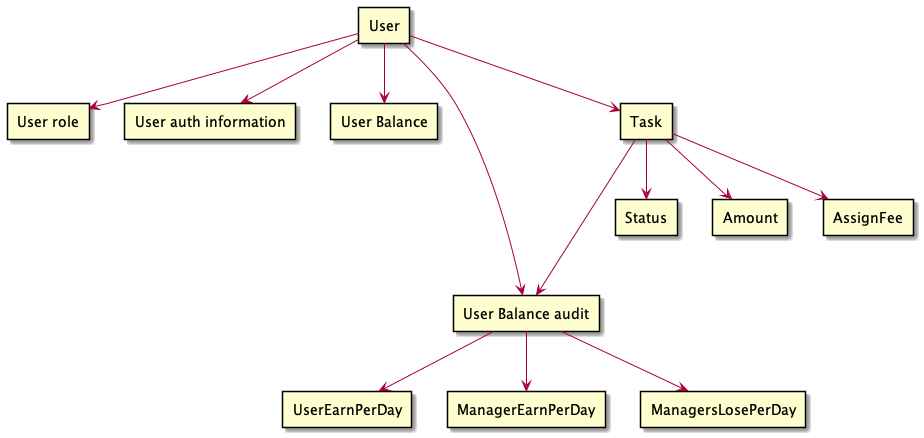 User
User role
User auth information
User Balance
Task
Status
Amount
AssignFee
User Balance audit
UserEarnPerDay
ManagerEarnPerDay
ManagersLosePerDay